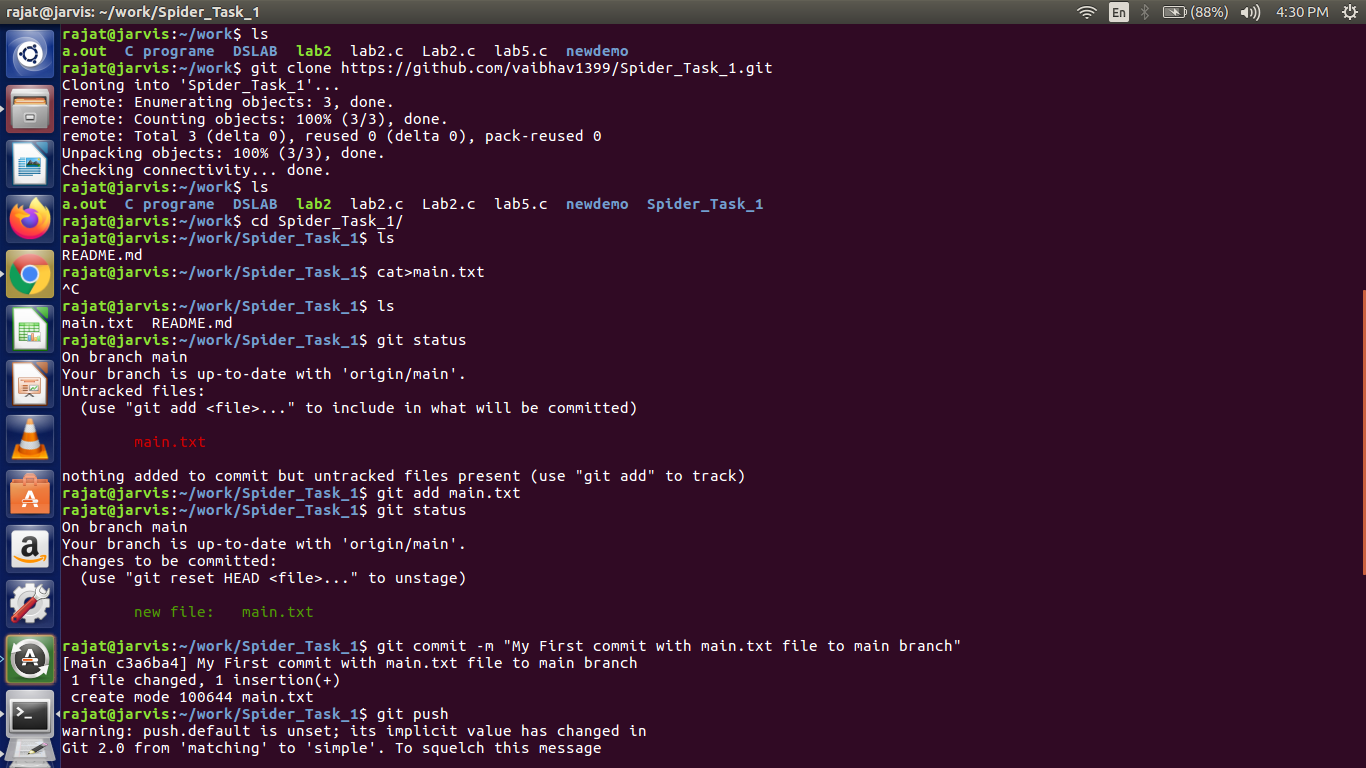 rajat@jarvis: ~/work/Spider_Task_1 En (88%) 4:30 PM
rajat@jarvis:~/work$ ls
a.out  C programe  DSLAB  lab2  lab2.c  Lab2.c  lab5.c  newdemo
rajat@jarvis:~/work$ git clone https://github.com/vaibhav1399/Spider_Task_1.git
Cloning into 'Spider_Task_1'...
remote: Enumerating objects: 3, done.
remote: Counting objects: 100% (3/3), done.
remote: Total 3 (delta 0), reused 0 (delta 0), pack-reused 0
Unpacking objects: 100% (3/3), done.
Checking connectivity... done.
rajat@jarvis:~/work$ ls
a.out  C programe  DSLAB  lab2  lab2.c  Lab2.c  lab5.c  newdemo  Spider_Task_1
rajat@jarvis:~/work$ cd Spider_Task_1/
rajat@jarvis:~/work/Spider_Task_1$ ls
README.md
rajat@jarvis:~/work/Spider_Task_1$ cat>main.txt
^C
rajat@jarvis:~/work/Spider_Task_1$ ls
main.txt  README.md
rajat@jarvis:~/work/Spider_Task_1$ git status
On branch main
Your branch is up-to-date with 'origin/main'.
Untracked files:
  (use "git add <file>..." to include in what will be committed)
        main.txt
nothing added to commit but untracked files present (use "git add" to track)
rajat@jarvis:~/work/Spider_Task_1$ git add main.txt
rajat@jarvis:~/work/Spider_Task_1$ git status
On branch main
Your branch is up-to-date with 'origin/main'.
Changes to be committed:
  (use "git reset HEAD <file>..." to unstage)
        new file:   main.txt
rajat@jarvis:~/work/Spider_Task_1$ git commit -m "My First commit with main.txt file to main branch"
[main c3a6ba4] My First commit with main.txt file to main branch
 1 file changed, 1 insertion(+)
 create mode 100644 main.txt
rajat@jarvis:~/work/Spider_Task_1$ git push
warning: push.default is unset; its implicit value has changed in
Git 2.0 from 'matching' to 'simple'. To squelch this message